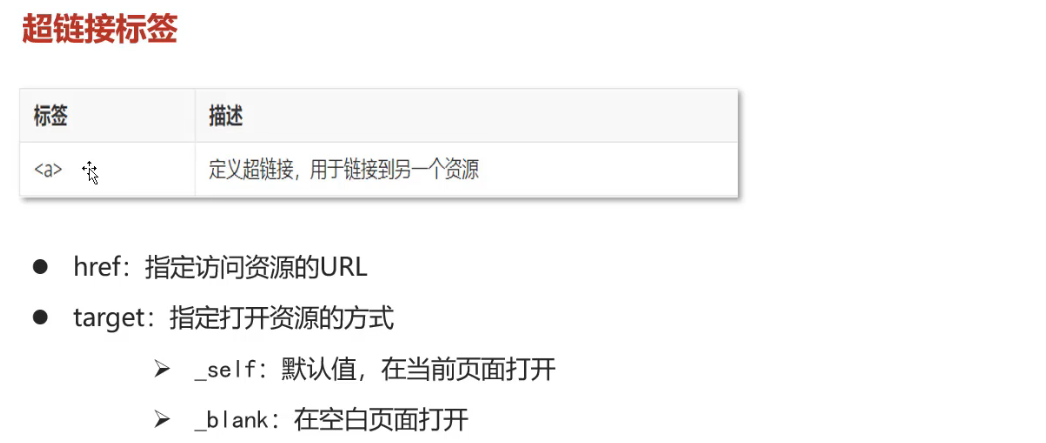 超链接标签
标签 描述
<a> 定义超链接，用于链接到另一个资源
● href：指定访问资源的URL
● target：指定打开资源的方式
➢ _self：默认值，在当前页面打开
➢ _blank：在空白页面打开